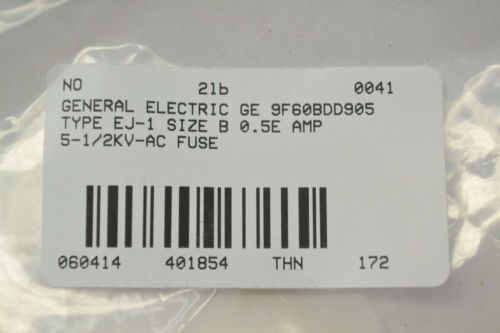 NO 2lb 0041
GENERAL ELECTRIC GE 9F60BDD905
TYPE EJ-1 SIZE B 0.5E AMP
5-1/2KV-AC FUSE
060414 401854 THN 172